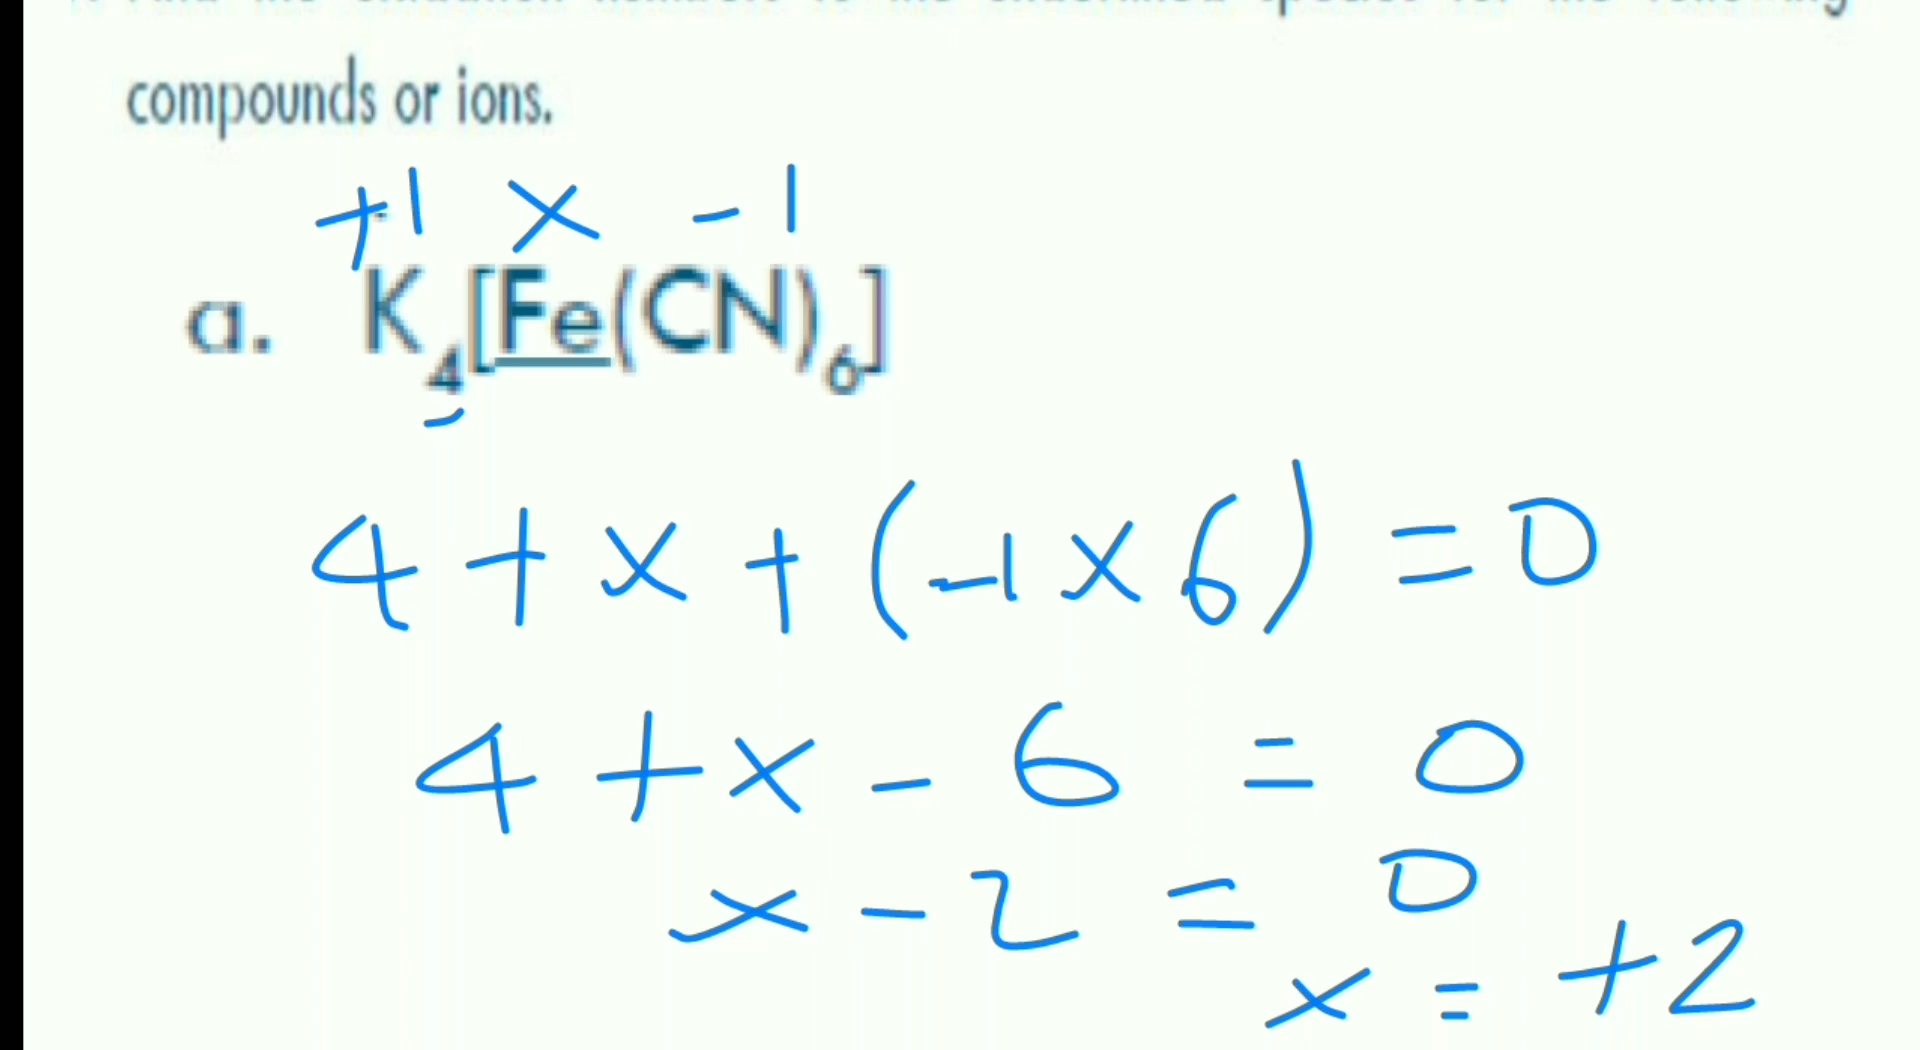 compounds or ions.
+1 x -1
a. K₄[Fe(CN)₆]
4 + x + (-1 x 6) = 0
4 + x - 6 = 0
x - 2 = 0
x = +2